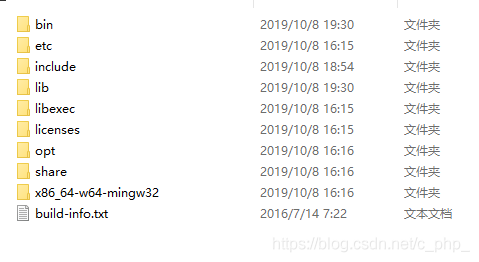 bin 2019/10/8 19:30 文件夹
etc 2019/10/8 16:15 文件夹
include 2019/10/8 18:54 文件夹
lib 2019/10/8 19:30 文件夹
libexec 2019/10/8 16:15 文件夹
licenses 2019/10/8 16:15 文件夹
opt 2019/10/8 16:16 文件夹
share 2019/10/8 16:16 文件夹
x86_64-w64-mingw32 2019/10/8 16:16 文件夹
build-info.txt 2016/7/14 7:22 文本文档
https://blog.csdn.net/c_php_